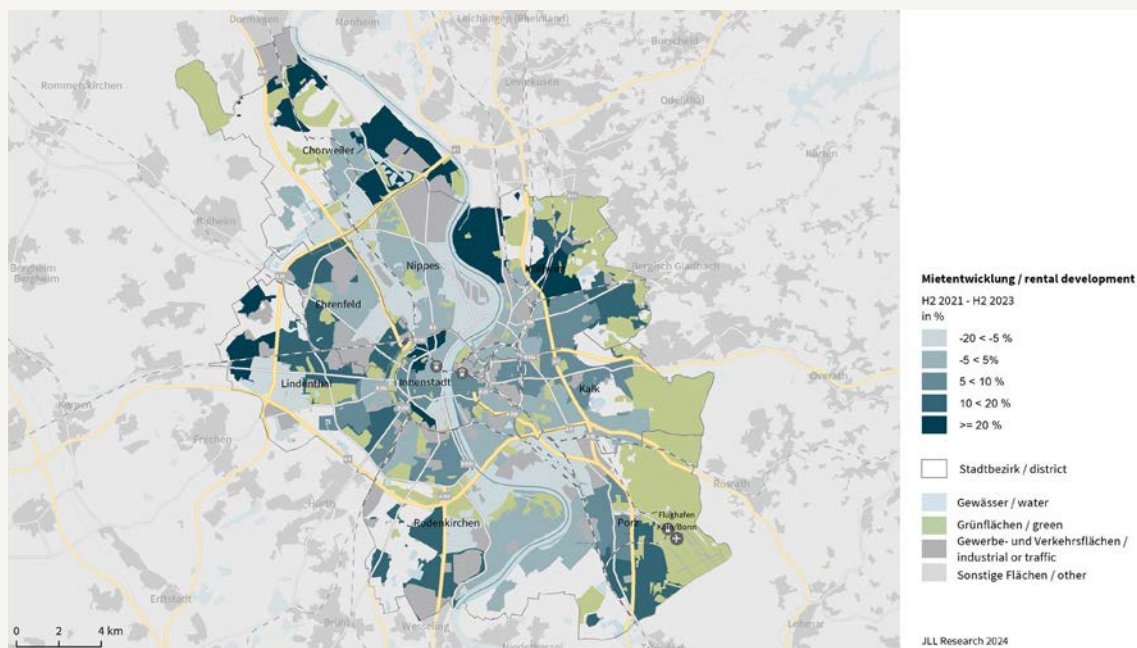 Dormagen
Monheim
Leichlingen (Rheinland)
Burscheid
Rommerskirchen
Leverkusen
Odenthal
Chorweiler
Kürten
Pulheim
Bergheim
Bergheim
Nippes
Mülheim
Bergisch Gladbach
Ehrenfeld
Lindenthal
Innenstadt
Kalk
Overath
Kerpen
Frechen
Hürth
Rösrath
Rodenkirchen
Porz
Flughafen
Köln/Bonn
Erftstadt
Brühl
Wesseling
Niederkassel
Troisdorf
Lohmar
0 2 4 km
Mietentwicklung / rental development
H2 2021 - H2 2023
in %
-20 < -5 %
-5 < 5%
5 < 10 %
10 < 20 %
>= 20 %
Stadtbezirk / district
Gewässer / water
Grünflächen / green
Gewerbe- und Verkehrsflächen /
industrial or traffic
Sonstige Flächen / other
JLL Research 2024